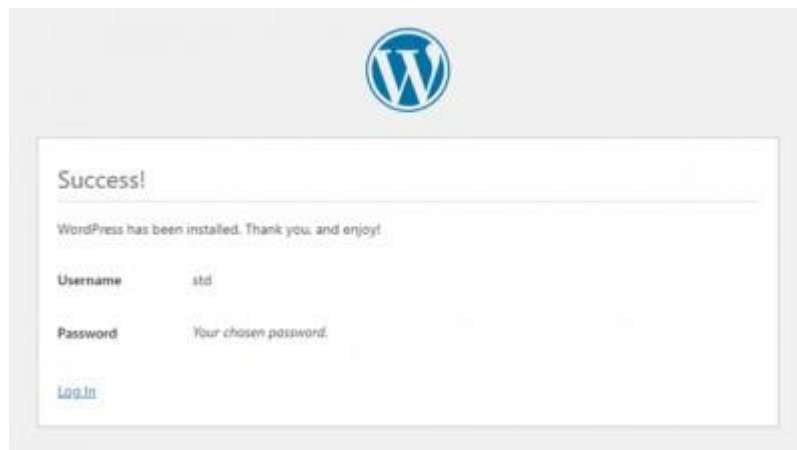 Success!
WordPress has been installed. Thank you, and enjoy!
Username std
Password Your chosen password.
Log In